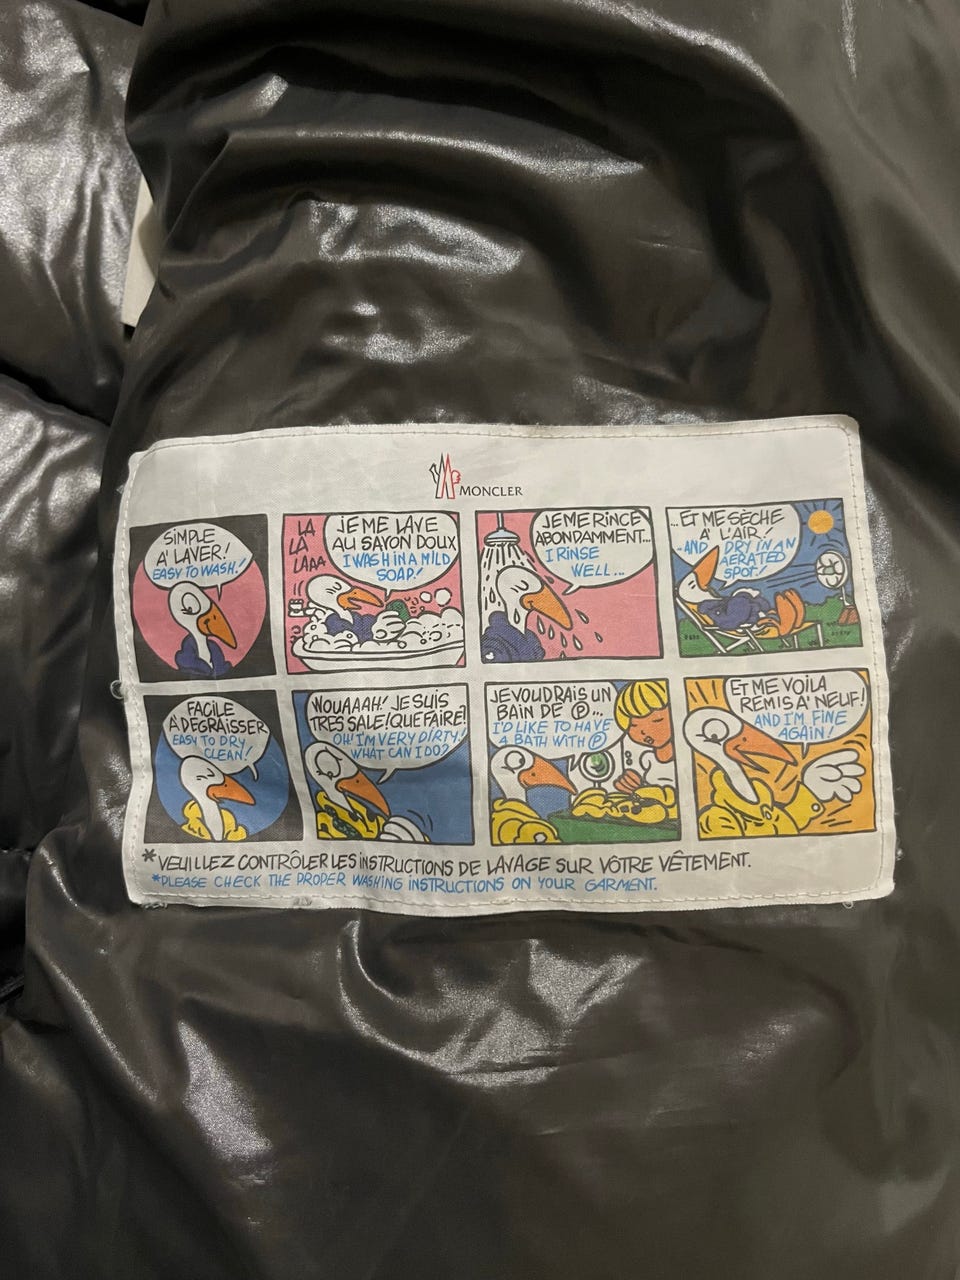 MONCLER
SIMPLE
A' LAVER!
EASY TO WASH!
LA
LA
LAAA
JE ME LAVE
AU SAVON DOUX
I WASH IN A MILD
SOAP!
JE ME RINCE
ABONDAMMENT...
I RINSE
WELL...
...ET ME SÈCHE
A' L'AIR!
-AND DRY IN AN
AERATED
SPOT!
FACILE
A' DEGRAISSER
EASY TO DRY
CLEAN!
WOUAAAH! JE SUIS
TRES SALE! QUE FAIRE?
OH! I'M VERY DIRTY!
WHAT CAN I DO?
JE VOUDRAIS UN
BAIN DE Ⓟ...
I'D LIKE TO HAVE
A BATH WITH Ⓟ
ET ME VOILA
REMIS A' NEUF!
AND I'M FINE
AGAIN!
*VEUILLEZ CONTRÔLER LES INSTRUCTIONS DE LAVAGE SUR VÔTRE VÊTEMENT.
*PLEASE CHECK THE PROPER WASHING INSTRUCTIONS ON YOUR GARMENT.